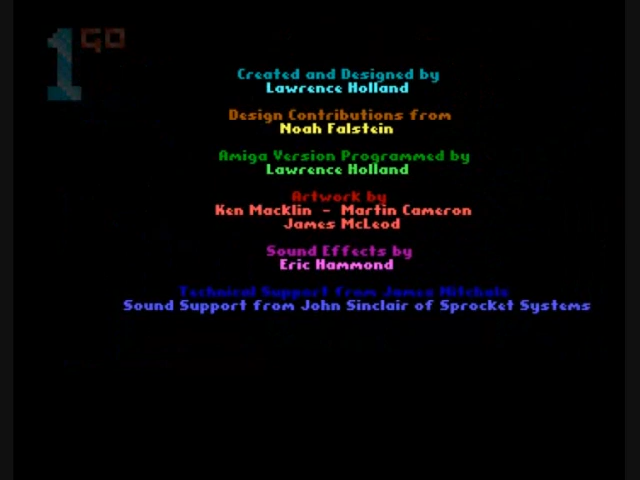 1GO
Created and Designed by
Lawrence Holland
Design Contributions from
Noah Falstein
Amiga Version Programmed by
Lawrence Holland
Artwork by
Ken Macklin - Martin Cameron
James McLeod
Sound Effects by
Eric Hammond
Technical Support from James Mitchals
Sound Support from John Sinclair of Sprocket Systems